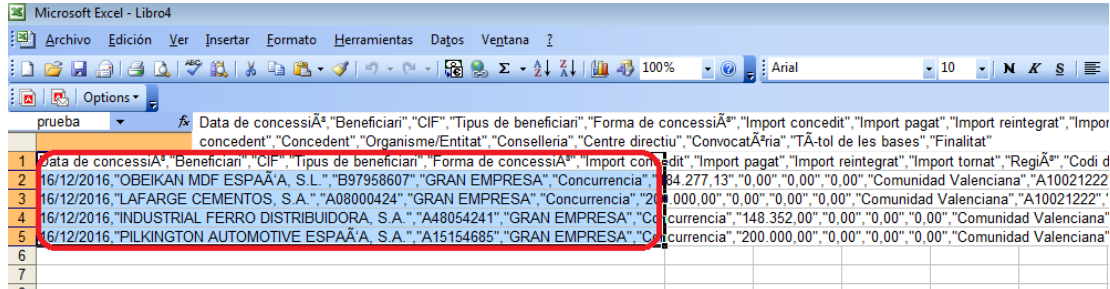 Microsoft Excel - Libro4
Archivo Edición Ver Insertar Formato Herramientas Datos Ventana ?
100% Arial 10 N K S
Options
prueba fx Data de concessiÃ³,"Beneficiari","CIF","Tipus de beneficiari","Forma de concessiÃ³","Import concedit","Import pagat","Import reintegrat","Impor
concedent","Concedent","Organisme/Entitat","Conselleria","Centre directiu","ConvocatÃ²ria","TÃ-tol de les bases","Finalitat"
1 Data de concessiÃ³,"Beneficiari","CIF","Tipus de beneficiari","Forma de concessiÃ³","Import concedit","Import pagat","Import reintegrat","Import tornat","RegiÃ³","Codi d
2 16/12/2016,"OBEIKAN MDF ESPAÃ‘A, S.L.","B97958607","GRAN EMPRESA","Concurrencia","84.277,13","0,00","0,00","0,00","Comunidad Valenciana","A10021222
3 16/12/2016,"LAFARGE CEMENTOS, S.A.","A08000424","GRAN EMPRESA","Concurrencia","200.000,00","0,00","0,00","0,00","Comunidad Valenciana","A10021222",
4 16/12/2016,"INDUSTRIAL FERRO DISTRIBUIDORA, S.A.","A48054241","GRAN EMPRESA","Concurrencia","148.352,00","0,00","0,00","0,00","Comunidad Valenciana
5 16/12/2016,"PILKINGTON AUTOMOTIVE ESPAÃ‘A, S.A.","A15154685","GRAN EMPRESA","Concurrencia","200.000,00","0,00","0,00","0,00","Comunidad Valenciana"
6
7